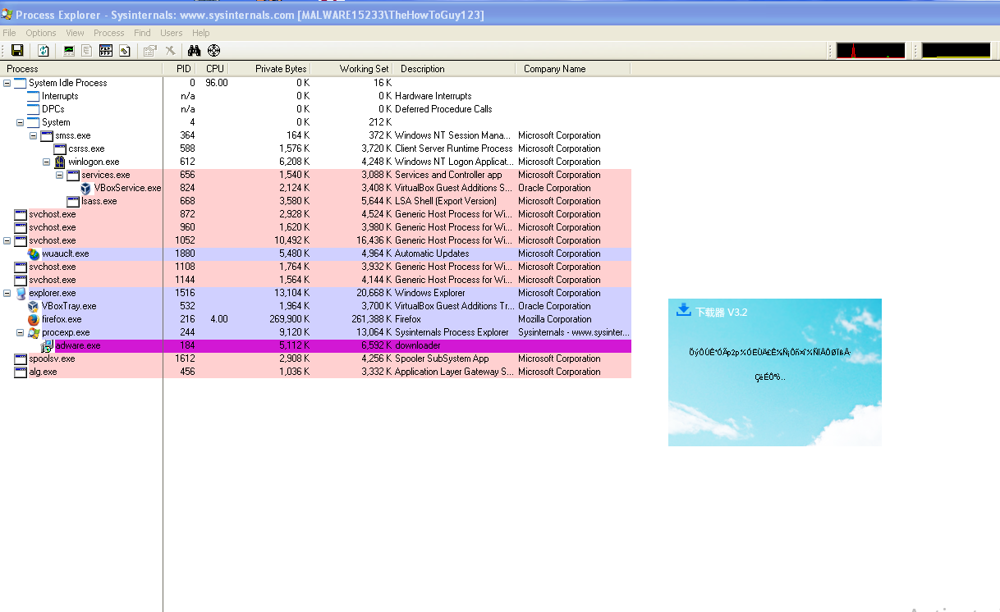 Process Explorer - Sysinternals: www.sysinternals.com [MALWARE15233\TheHowToGuy123]
File Options View Process Find Users Help
Process PID CPU Private Bytes Working Set Description Company Name
System Idle Process 0 96.00 0 K 16 K
Interrupts n/a 0 K 0 K Hardware Interrupts
DPCs n/a 0 K 0 K Deferred Procedure Calls
System 4 0 K 212 K
smss.exe 364 164 K 372 K Windows NT Session Mana... Microsoft Corporation
csrss.exe 588 1,576 K 3,720 K Client Server Runtime Process Microsoft Corporation
winlogon.exe 612 6,208 K 4,248 K Windows NT Logon Applicat... Microsoft Corporation
services.exe 656 1,540 K 3,088 K Services and Controller app Microsoft Corporation
VBoxService.exe 824 2,124 K 3,408 K VirtualBox Guest Additions S... Oracle Corporation
lsass.exe 668 3,580 K 5,644 K LSA Shell (Export Version) Microsoft Corporation
svchost.exe 872 2,928 K 4,524 K Generic Host Process for Wi... Microsoft Corporation
svchost.exe 960 1,620 K 3,980 K Generic Host Process for Wi... Microsoft Corporation
svchost.exe 1052 10,492 K 16,436 K Generic Host Process for Wi... Microsoft Corporation
wuauclt.exe 1880 5,480 K 4,964 K Automatic Updates Microsoft Corporation
svchost.exe 1108 1,764 K 3,932 K Generic Host Process for Wi... Microsoft Corporation
svchost.exe 1144 1,564 K 4,144 K Generic Host Process for Wi... Microsoft Corporation
explorer.exe 1516 13,104 K 20,668 K Windows Explorer Microsoft Corporation
VBoxTray.exe 532 1,964 K 3,700 K VirtualBox Guest Additions Tr... Oracle Corporation
firefox.exe 216 4.00 269,900 K 261,388 K Firefox Mozilla Corporation
procexp.exe 244 9,120 K 13,064 K Sysinternals Process Explorer Sysinternals - www.sysinter...
adware.exe 184 5,112 K 6,592 K downloader
spoolsv.exe 1612 2,908 K 4,256 K Spooler SubSystem App Microsoft Corporation
alg.exe 456 1,036 K 3,332 K Application Layer Gateway S... Microsoft Corporation
下载器 V3.2